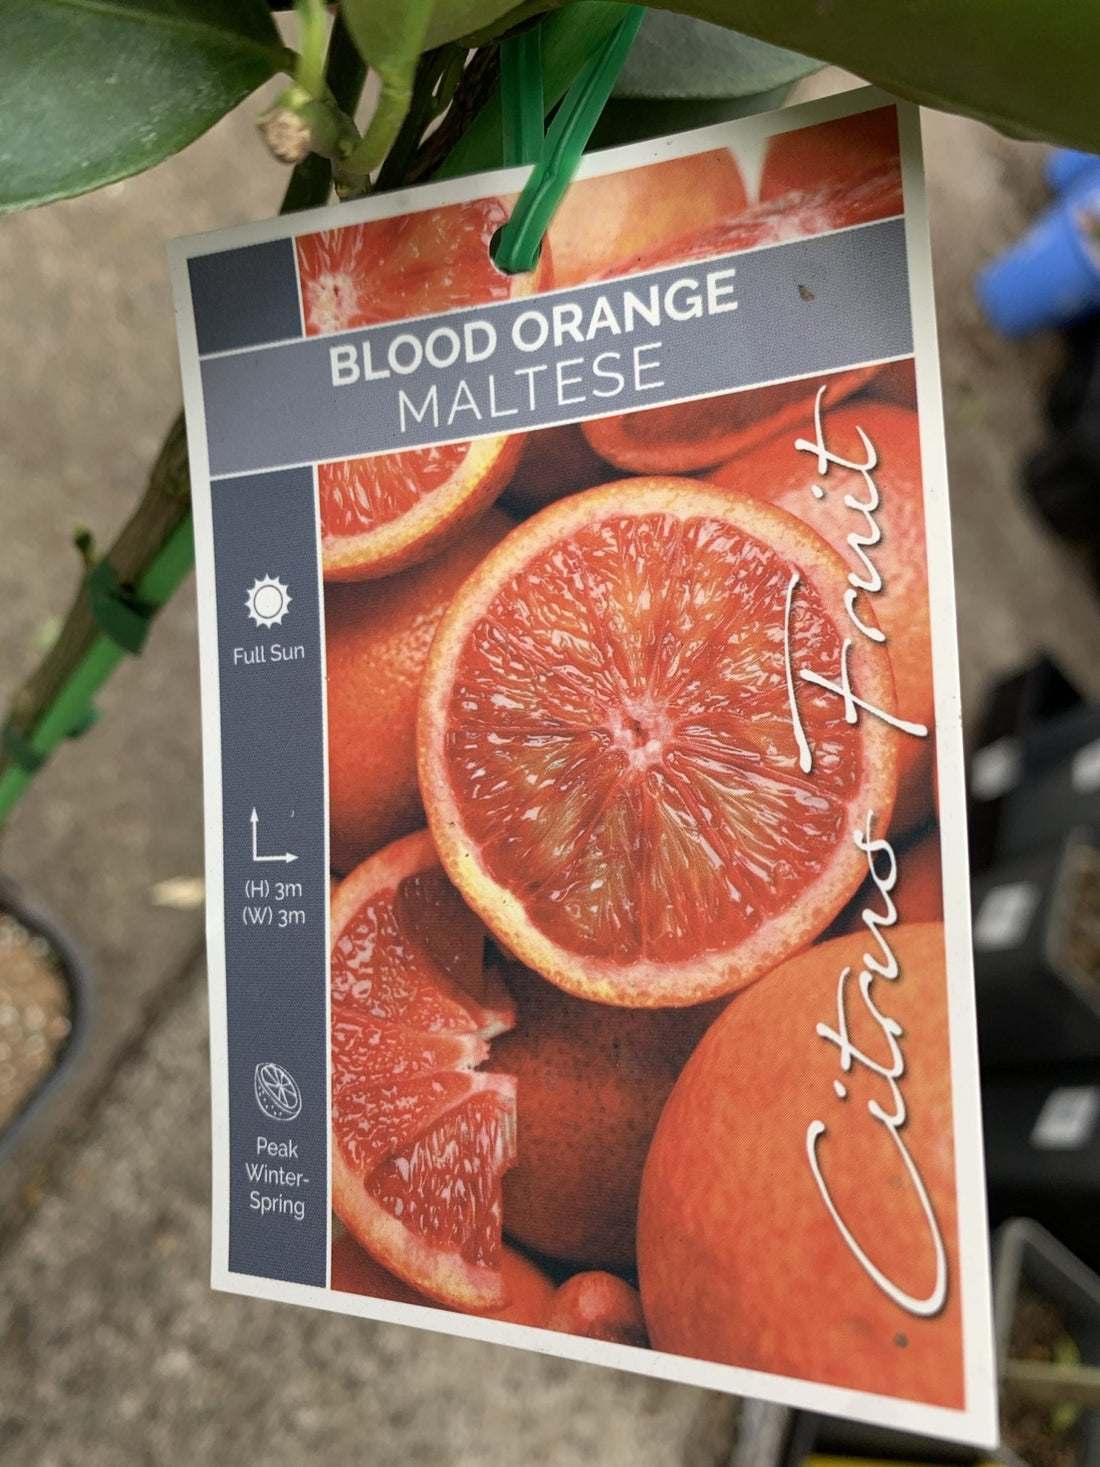 BLOOD ORANGE
MALTESE
Full Sun
(H) 3m
(W) 3m
Peak
Winter-
Spring
Citrus Fruit